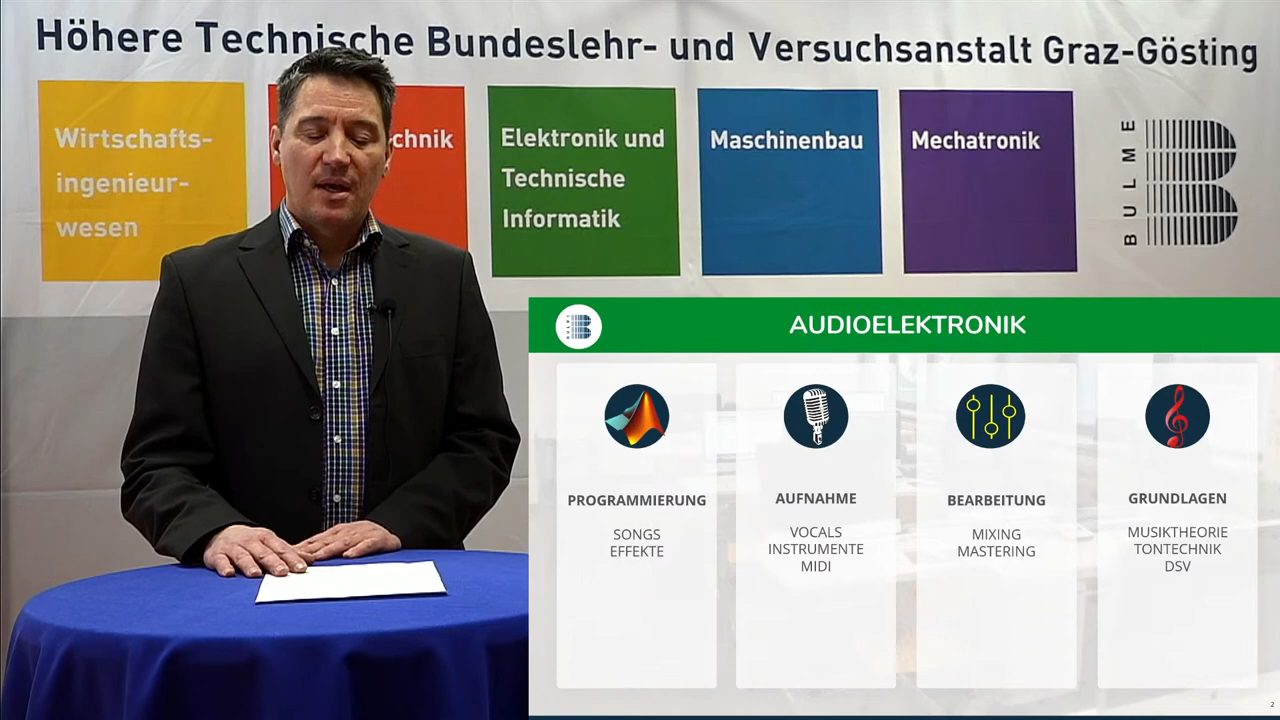 Höhere Technische Bundeslehr- und Versuchsanstalt Graz-Gösting
Wirtschafts-
ingenieur-
wesen
chnik
Elektronik und
Technische
Informatik
Maschinenbau
Mechatronik
BULME
AUDIOELEKTRONIK
PROGRAMMIERUNG
SONGS
EFFEKTE
AUFNAHME
VOCALS
INSTRUMENTE
MIDI
BEARBEITUNG
MIXING
MASTERING
GRUNDLAGEN
MUSIKTHEORIE
TONTECHNIK
DSV
2